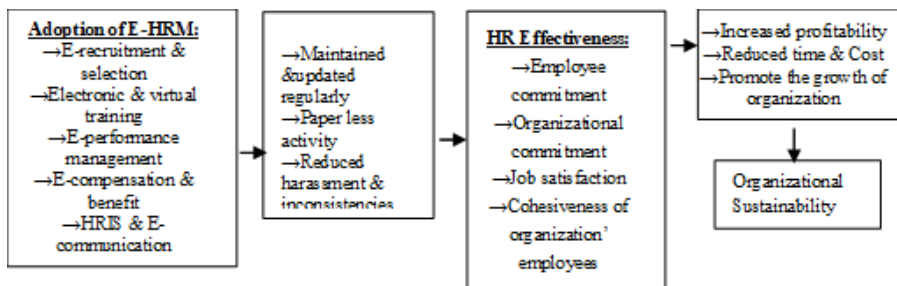 Adoption of E-HRM:
→E-recruitment &
selection
→Electronic & virtual
training
→E-performance
management
→E-compensation &
benefit
→HRIS & E-
communication
→Maintained
&updated
regularly
→Paper less
activity
→Reduced
harassment &
inconsistencies
HR Effectiveness:
→Employee
commitment
→Organizational
commitment
→Job satisfaction
→Cohesiveness of
organization’
employees
→Increased profitability
→Reduced time & Cost
→Promote the growth of
organization
Organizational
Sustainability